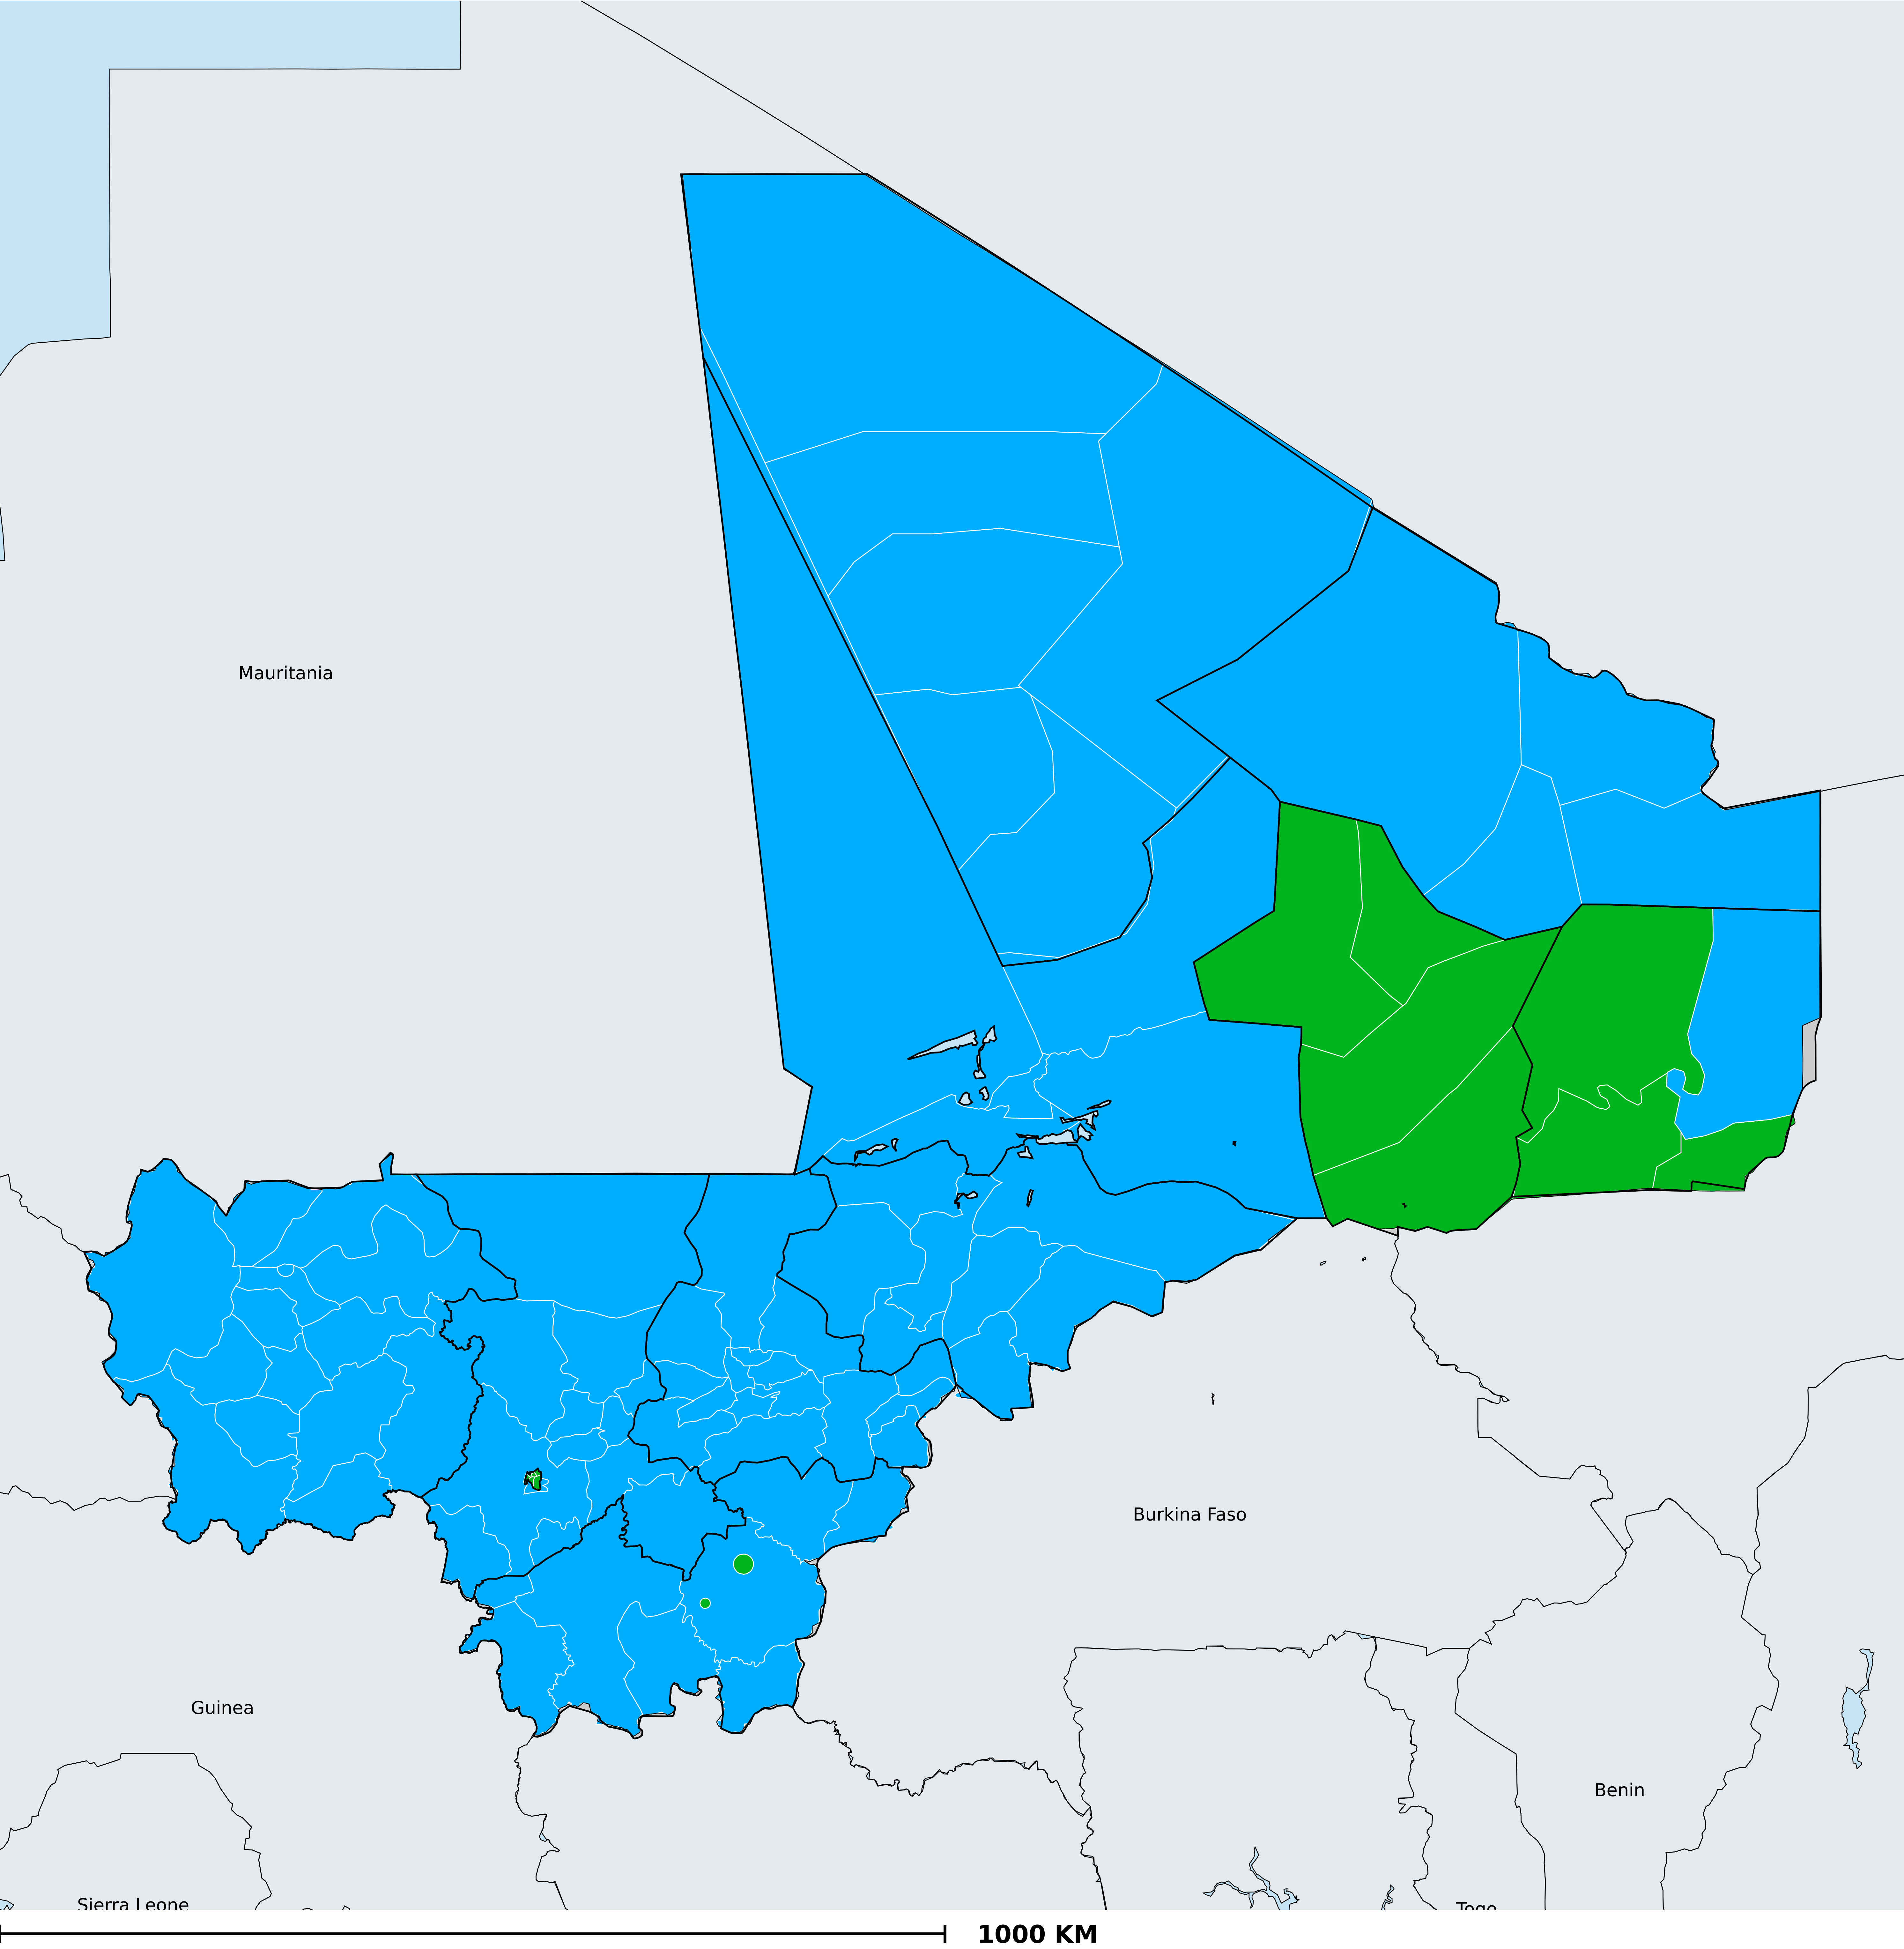 Mauritania
Burkina Faso
Guinea
Benin
Sierra Leone
Togo
1000 KM